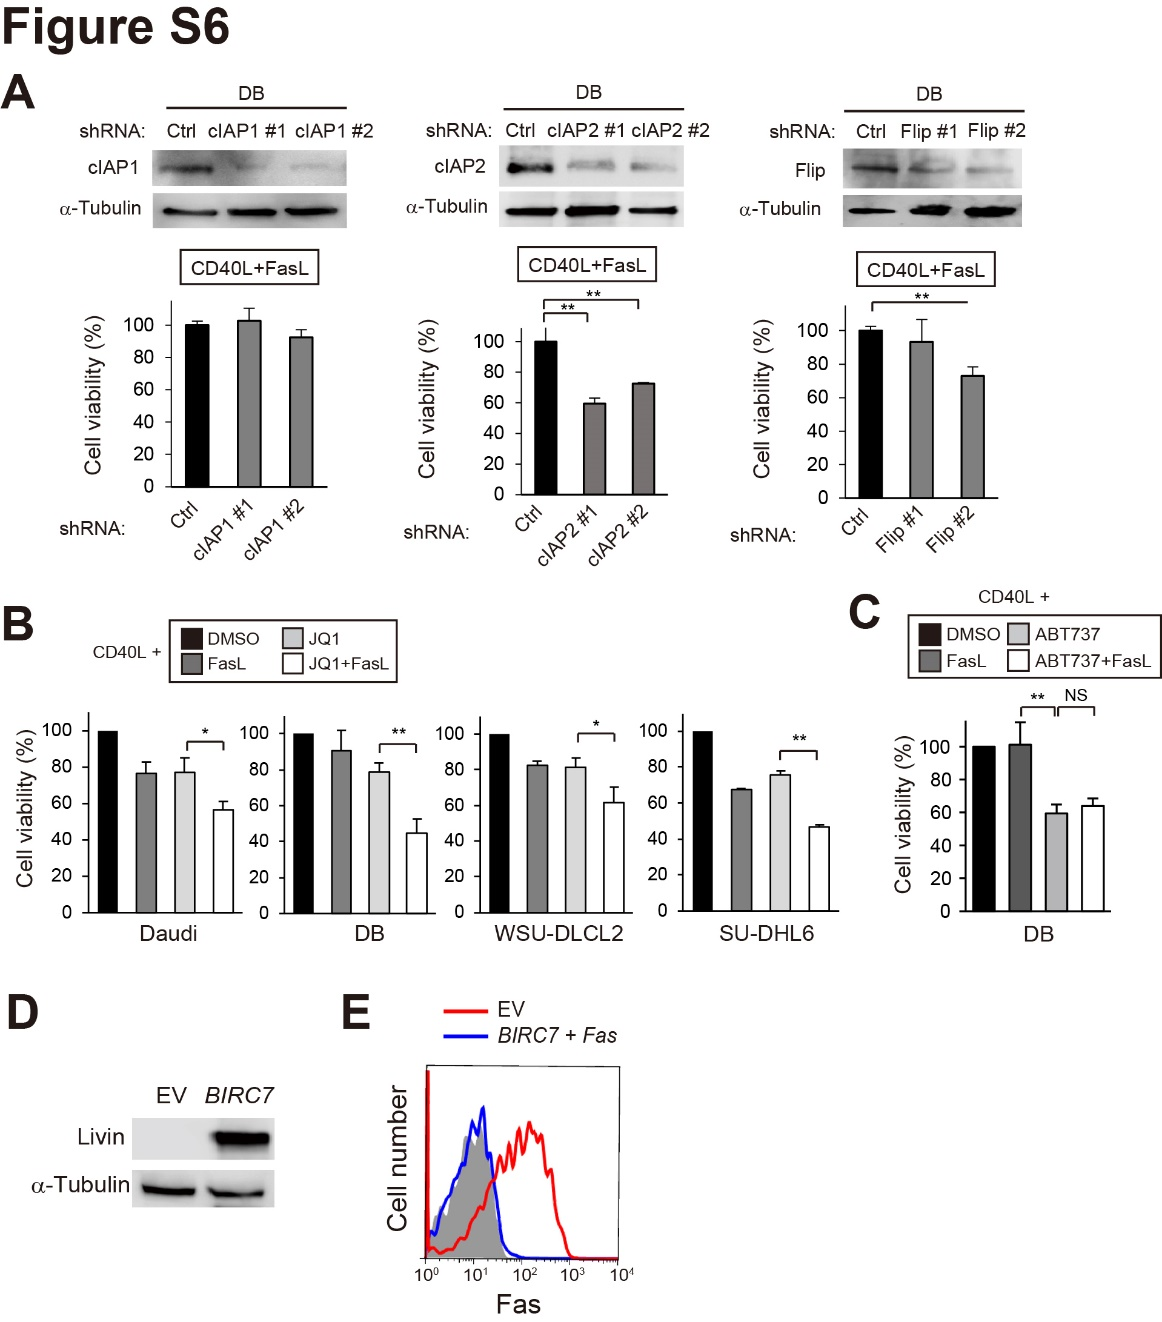 Figure S6
A
DB
shRNA: Ctrl cIAP1 #1 cIAP1 #2
cIAP1
α-Tubulin
CD40L+FasL
Cell viability (%)
100
80
60
40
20
0
shRNA:
Ctrl
cIAP1 #1
cIAP1 #2
DB
shRNA: Ctrl cIAP2 #1 cIAP2 #2
cIAP2
α-Tubulin
CD40L+FasL
**
**
Cell viability (%)
100
80
60
40
20
0
shRNA:
Ctrl
cIAP2 #1
cIAP2 #2
DB
shRNA: Ctrl Flip #1 Flip #2
Flip
α-Tubulin
CD40L+FasL
**
Cell viability (%)
100
80
60
40
20
0
shRNA:
Ctrl
Flip #1
Flip #2
B
CD40L +
DMSO
JQ1
FasL
JQ1+FasL
Cell viability (%)
100
80
60
40
20
0
*
Daudi
100
80
60
40
20
0
**
DB
100
80
60
40
20
0
*
WSU-DLCL2
100
80
60
40
20
0
**
SU-DHL6
C
CD40L +
DMSO
ABT737
FasL
ABT737+FasL
** NS
Cell viability (%)
100
80
60
40
20
0
DB
D
EV BIRC7
Livin
α-Tubulin
E
EV
BIRC7 + Fas
Cell number
10⁰ 10¹ 10² 10³ 10⁴
Fas